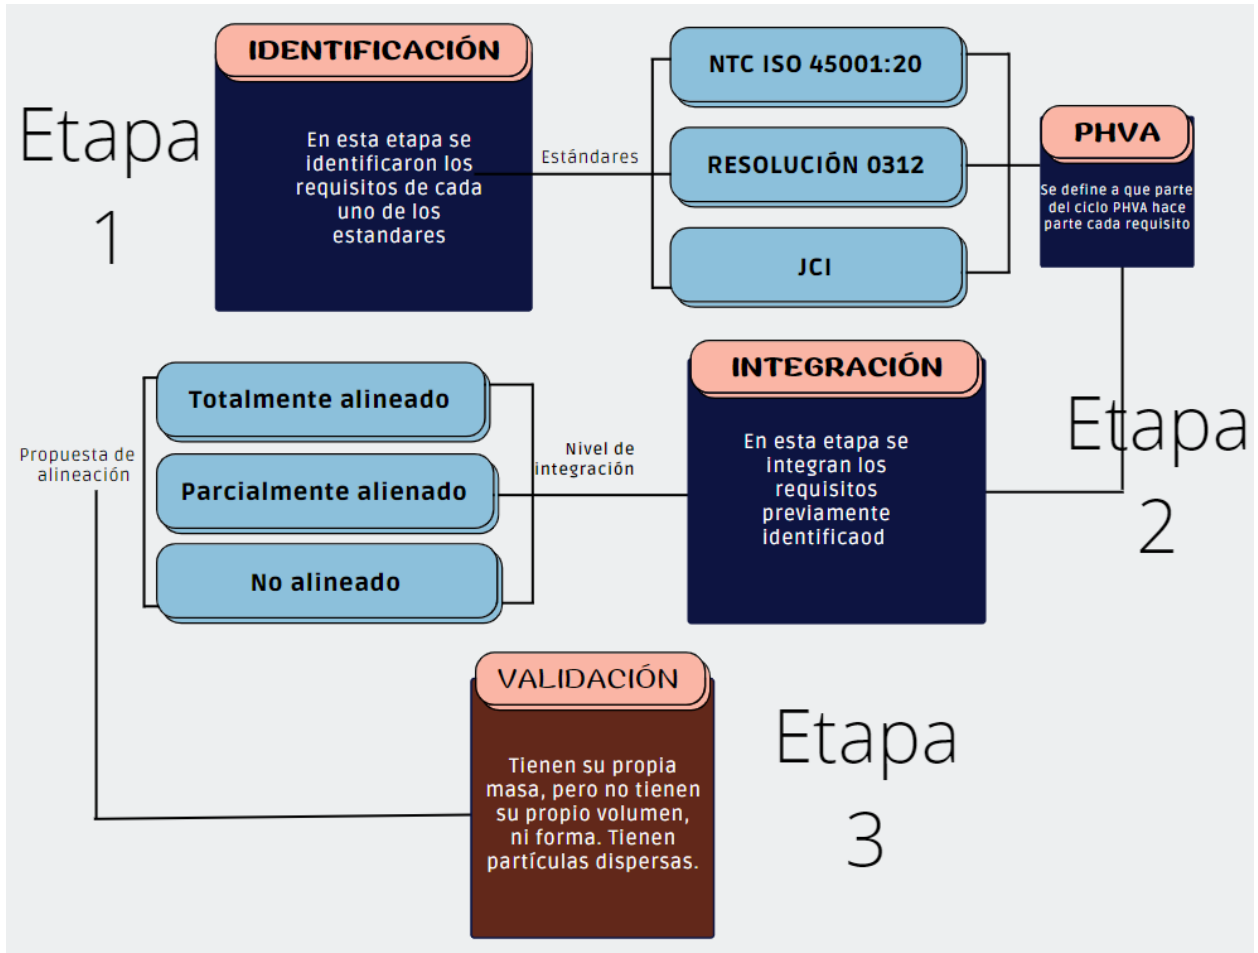 Etapa
1
IDENTIFICACIÓN
En esta etapa se
identificaron los
requisitos de cada
uno de los
estandares
Estándares
NTC ISO 45001:20
RESOLUCIÓN 0312
JCI
PHVA
Se define a que parte
del ciclo PHVA hace
parte cada requisito
Etapa
2
INTEGRACIÓN
En esta etapa se
integran los
requisitos
previamente
identificaod
Nivel de
integración
Totalmente alineado
Parcialmente alienado
No alineado
Propuesta de
alineación
Etapa
3
VALIDACIÓN
Tienen su propia
masa, pero no tienen
su propio volumen,
ni forma. Tienen
partículas dispersas.